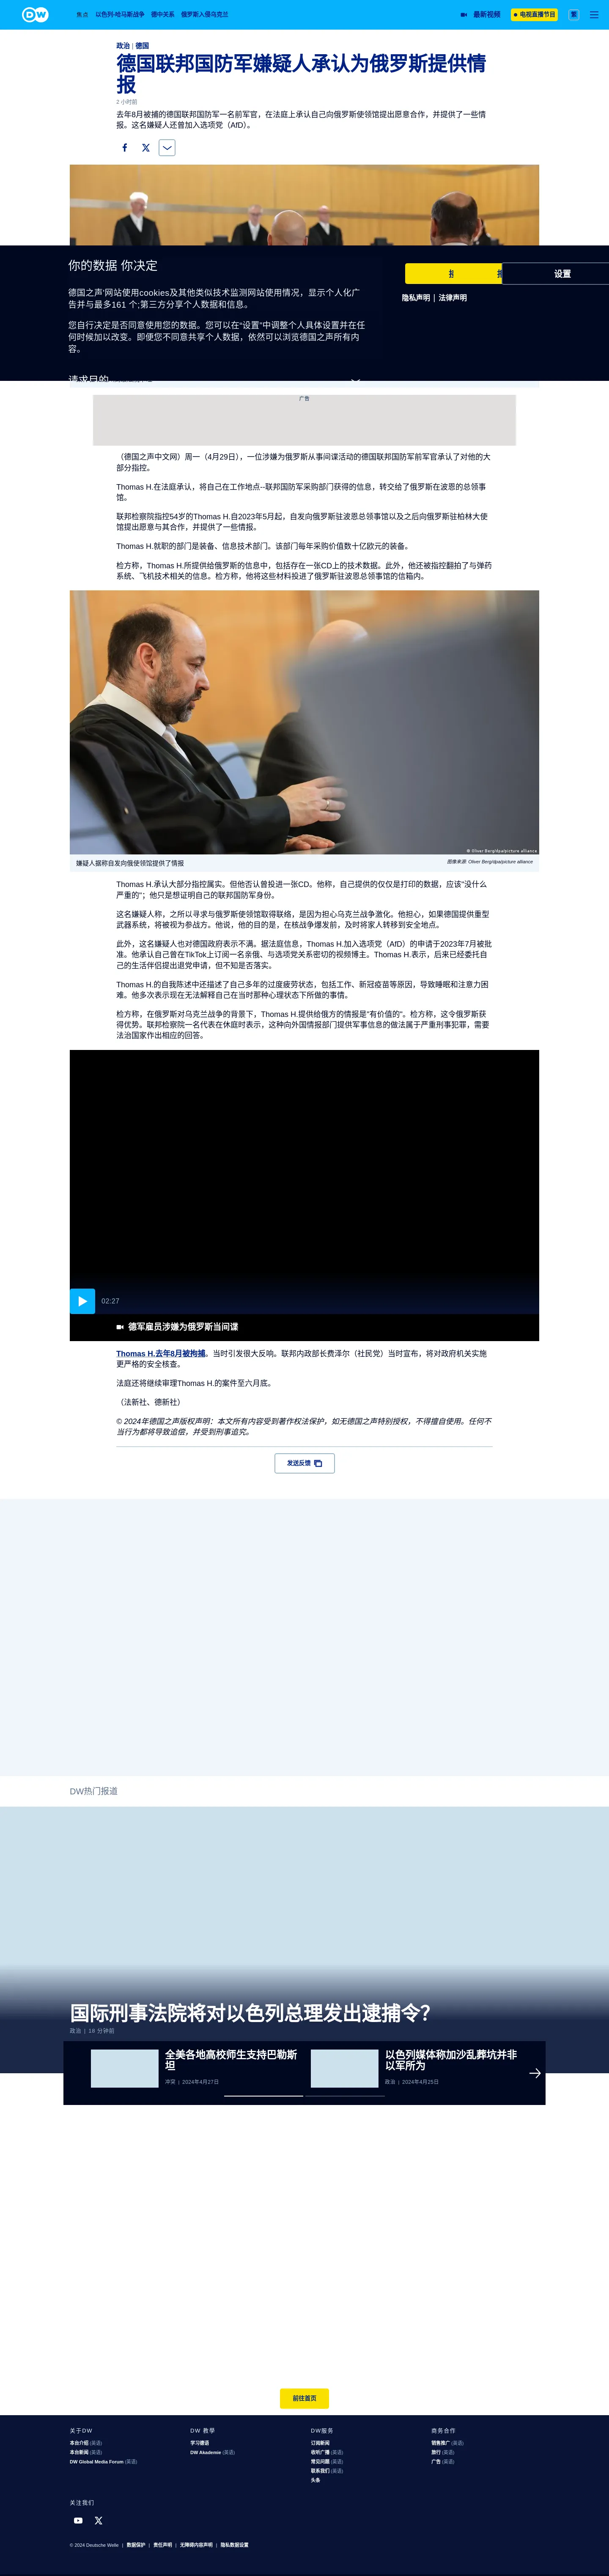 DW
焦点 以色列-哈马斯战争 德中关系 俄罗斯入侵乌克兰
最新视频 电视直播节目 繁
政治 | 德国
德国联邦国防军嫌疑人承认为俄罗斯提供情
报
2 小时前
去年8月被捕的德国联邦国防军一名前军官，在法庭上承认自己向俄罗斯使领馆提出愿意合作，并提供了一些情
报。这名嫌疑人还曾加入选项党（AfD）。
你的数据 你决定
德国之声'网站使用cookies及其他类似技术监测网站使用情况，显示个人化广
告并与最多161 个;第三方分享个人数据和信息。
您自行决定是否同意使用您的数据。您可以在“设置”中调整个人具体设置并在任
何时候加以改变。即便您不同意共享个人数据，依然可以浏览德国之声所有内
容。
请求目的
设置
隐私声明 | 法律声明
广告
（德国之声中文网）周一（4月29日），一位涉嫌为俄罗斯从事间谍活动的德国联邦国防军前军官承认了对他的大
部分指控。
Thomas H.在法庭承认，将自己在工作地点--联邦国防军采购部门获得的信息，转交给了俄罗斯在波恩的总领事
馆。
联邦检察院指控54岁的Thomas H.自2023年5月起，自发向俄罗斯驻波恩总领事馆以及之后向俄罗斯驻柏林大使
馆提出愿意与其合作，并提供了一些情报。
Thomas H.就职的部门是装备、信息技术部门。该部门每年采购价值数十亿欧元的装备。
检方称，Thomas H.所提供给俄罗斯的信息中，包括存在一张CD上的技术数据。此外，他还被指控翻拍了与弹药
系统、飞机技术相关的信息。检方称，他将这些材料投进了俄罗斯驻波恩总领事馆的信箱内。
© Oliver Berg/dpa/picture alliance
嫌疑人据称自发向俄使领馆提供了情报
图像来源: Oliver Berg/dpa/picture alliance
Thomas H.承认大部分指控属实。但他否认曾投进一张CD。他称，自己提供的仅仅是打印的数据，应该"没什么
严重的"；他只是想证明自己的联邦国防军身份。
这名嫌疑人称，之所以寻求与俄罗斯使领馆取得联络，是因为担心乌克兰战争激化。他担心，如果德国提供重型
武器系统，将被视为参战方。他说，他的目的是，在核战争爆发前，及时将家人转移到安全地点。
此外，这名嫌疑人也对德国政府表示不满。据法庭信息，Thomas H.加入选项党（AfD）的申请于2023年7月被批
准。他承认自己曾在TikTok上订阅一名亲俄、与选项党关系密切的视频博主。Thomas H.表示，后来已经委托自
己的生活伴侣提出退党申请，但不知是否落实。
Thomas H.的自我陈述中还描述了自己多年的过度疲劳状态，包括工作、新冠疫苗等原因，导致睡眠和注意力困
难。他多次表示现在无法解释自己在当时那种心理状态下所做的事情。
检方称，在俄罗斯对乌克兰战争的背景下，Thomas H.提供给俄方的情报是"有价值的"。检方称，这令俄罗斯获
得优势。联邦检察院一名代表在休庭时表示，这种向外国情报部门提供军事信息的做法属于严重刑事犯罪，需要
法治国家作出相应的回答。
02:27
德军雇员涉嫌为俄罗斯当间谍
Thomas H.去年8月被拘捕。当时引发很大反响。联邦内政部长费泽尔（社民党）当时宣布，将对政府机关实施
更严格的安全核查。
法庭还将继续审理Thomas H.的案件至六月底。
（法新社、德新社）
© 2024年德国之声版权声明：本文所有内容受到著作权法保护，如无德国之声特别授权，不得擅自使用。任何不
当行为都将导致追偿，并受到刑事追究。
发送反馈
DW热门报道
国际刑事法院将对以色列总理发出逮捕令？
政治 | 18 分钟前
全美各地高校师生支持巴勒斯
坦
冲突 | 2024年4月27日
以色列媒体称加沙乱葬坑并非
以军所为
政治 | 2024年4月25日
前往首页
关于DW
本台介绍 (英语)
本台新闻 (英语)
DW Global Media Forum (英语)
DW 教學
学习德语
DW Akademie (英语)
DW服务
订阅新闻
收听广播 (英语)
常见问题 (英语)
联系我们 (英语)
头条
商务合作
销售推广 (英语)
旅行 (英语)
广告 (英语)
关注我们
© 2024 Deutsche Welle | 数据保护 | 责任声明 | 无障碍内容声明 | 隐私数据设置